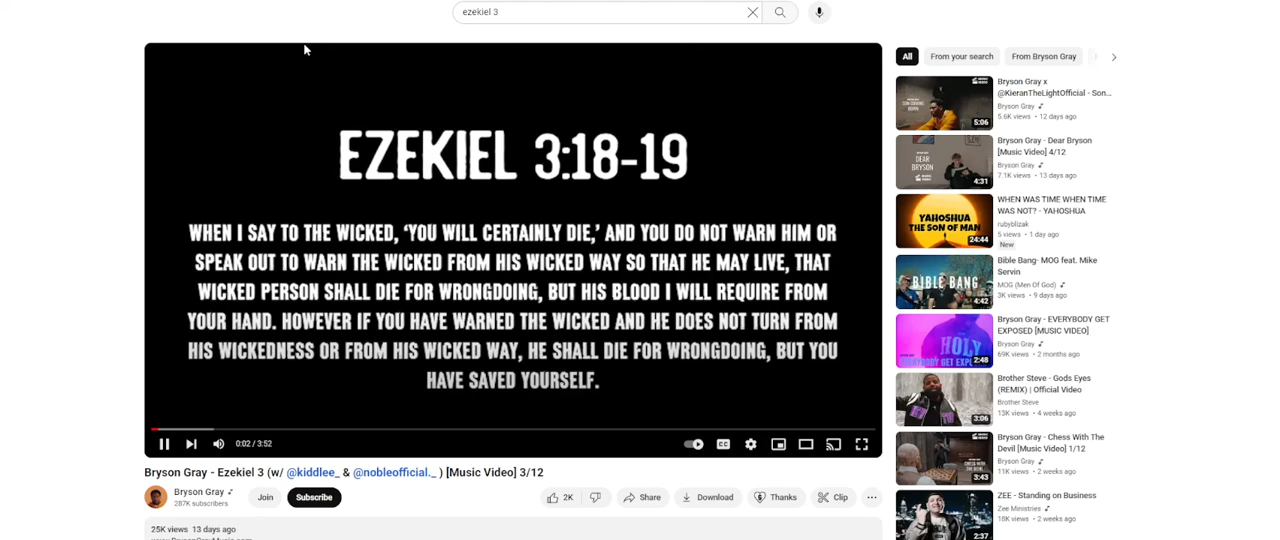 ezekiel 3
EZEKIEL 3:18-19
WHEN I SAY TO THE WICKED, ‘YOU WILL CERTAINLY DIE,’ AND YOU DO NOT WARN HIM OR
SPEAK OUT TO WARN THE WICKED FROM HIS WICKED WAY SO THAT HE MAY LIVE, THAT
WICKED PERSON SHALL DIE FOR WRONGDOING, BUT HIS BLOOD I WILL REQUIRE FROM
YOUR HAND. HOWEVER IF YOU HAVE WARNED THE WICKED AND HE DOES NOT TURN FROM
HIS WICKEDNESS OR FROM HIS WICKED WAY, HE SHALL DIE FOR WRONGDOING, BUT YOU
HAVE SAVED YOURSELF.
0:02 / 3:52
CC
Bryson Gray - Ezekiel 3 (w/ @kiddlee_ & @nobleofficial._ ) [Music Video] 3/12
Bryson Gray
287K subscribers
Join
Subscribe
2K
Share
Download
Thanks
Clip
25K views 13 days ago
All
From your search
From Bryson Gray
5:06
Bryson Gray x
@KieranTheLightOfficial - Son...
Bryson Gray
5.6K views • 12 days ago
DEAR
BRYSON
4:31
Bryson Gray - Dear Bryson
[Music Video] 4/12
Bryson Gray
7.1K views • 13 days ago
YAHOSHUA
THE SON OF MAN
24:44
WHEN WAS TIME WHEN TIME
WAS NOT? - YAHOSHUA
rubyblizak
5 views • 1 day ago
New
BIBLE BANG
4:42
Bible Bang- MOG feat. Mike
Servin
MOG (Men Of God)
3K views • 9 days ago
HOLY
2:48
Bryson Gray - EVERYBODY GET
EXPOSED [MUSIC VIDEO]
Bryson Gray
69K views • 2 months ago
3:06
Brother Steve - Gods Eyes
(REMIX) | Official Video
Brother Steve
13K views • 4 weeks ago
3:43
Bryson Gray - Chess With The
Devil [Music Video] 1/12
Bryson Gray
11K views • 2 weeks ago
2:37
ZEE - Standing on Business
Zee Ministries
18K views • 2 weeks ago